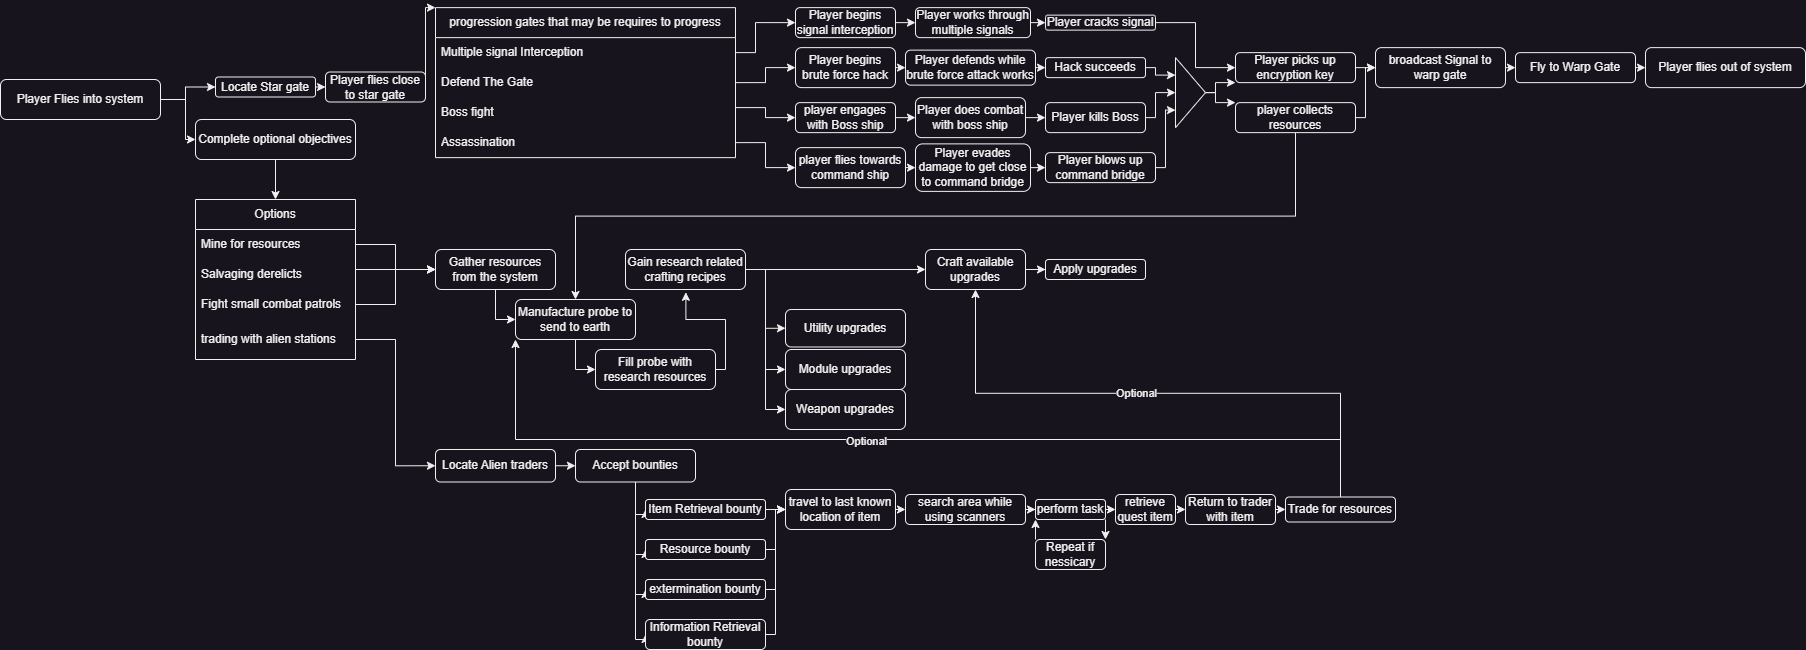 Player Flies into system
Locate Star gate
Player flies close
to star gate
Complete optional objectives
progression gates that may be requires to progress
Multiple signal Interception
Defend The Gate
Boss fight
Assassination
Player begins
signal interception
Player works through
multiple signals
Player cracks signal
Player begins
brute force hack
Player defends while
brute force attack works
Hack succeeds
player engages
with Boss ship
Player does combat
with boss ship
Player kills Boss
player flies towards
command ship
Player evades
damage to get close
to command bridge
Player blows up
command bridge
Player picks up
encryption key
player collects
resources
broadcast Signal to
warp gate
Fly to Warp Gate
Player flies out of system
Options
Mine for resources
Salvaging derelicts
Fight small combat patrols
trading with alien stations
Gather resources
from the system
Manufacture probe to
send to earth
Fill probe with
research resources
Gain research related
crafting recipes
Utility upgrades
Module upgrades
Weapon upgrades
Craft available
upgrades
Apply upgrades
Optional
Optional
Locate Alien traders
Accept bounties
Item Retrieval bounty
Resource bounty
extermination bounty
Information Retrieval
bounty
travel to last known
location of item
search area while
using scanners
perform task
Repeat if
nessicary
retrieve
quest item
Return to trader
with item
Trade for resources